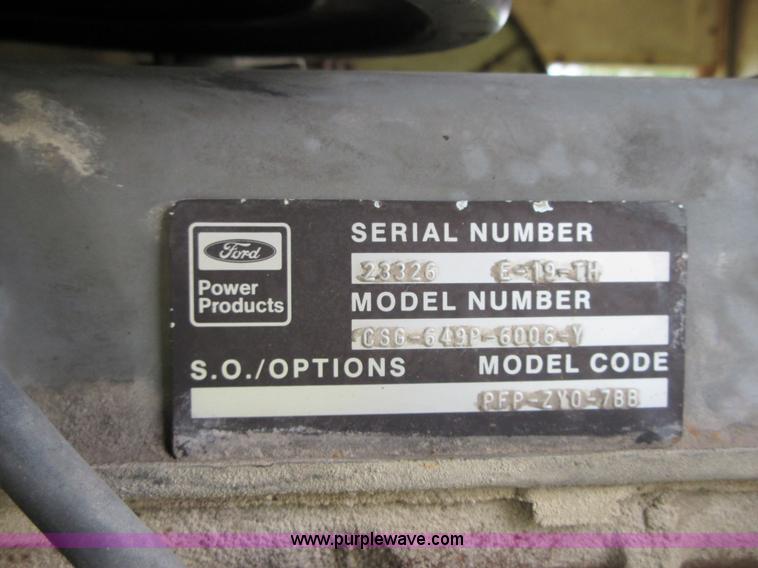 Ford
Power
Products
SERIAL NUMBER
23326 E-19-TH
MODEL NUMBER
CSG-649P-6006-Y
S.O./OPTIONS MODEL CODE
PFP-ZYO-7BB
www.purplewave.com